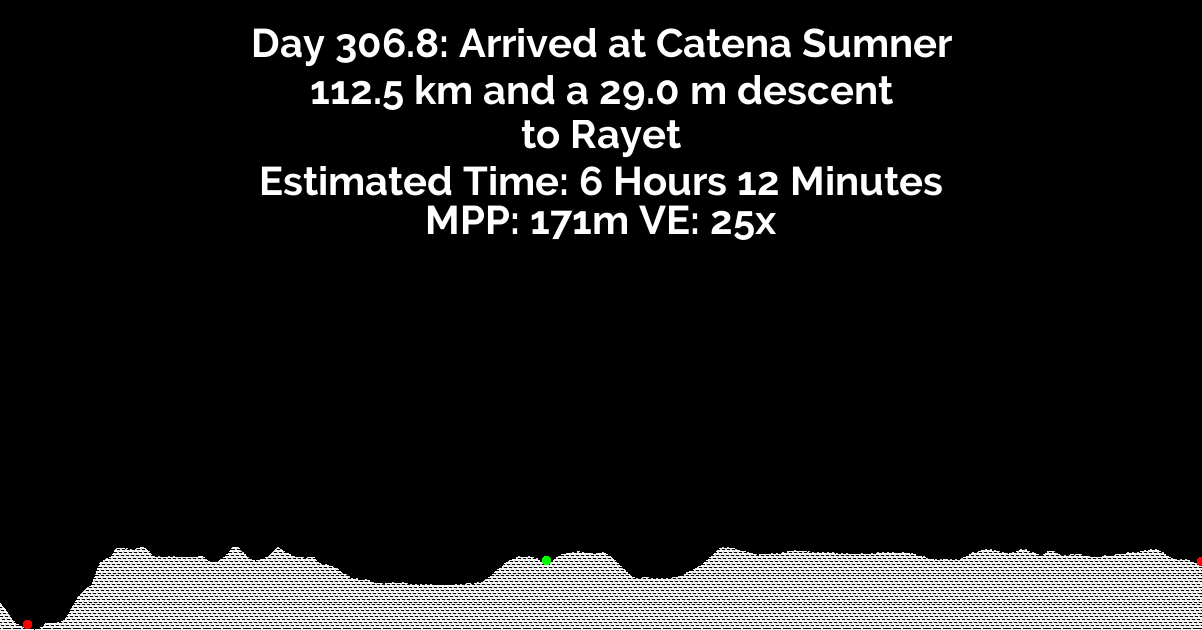 Day 306.8: Arrived at Catena Sumner
112.5 km and a 29.0 m descent
to Rayet
Estimated Time: 6 Hours 12 Minutes
MPP: 171m VE: 25x